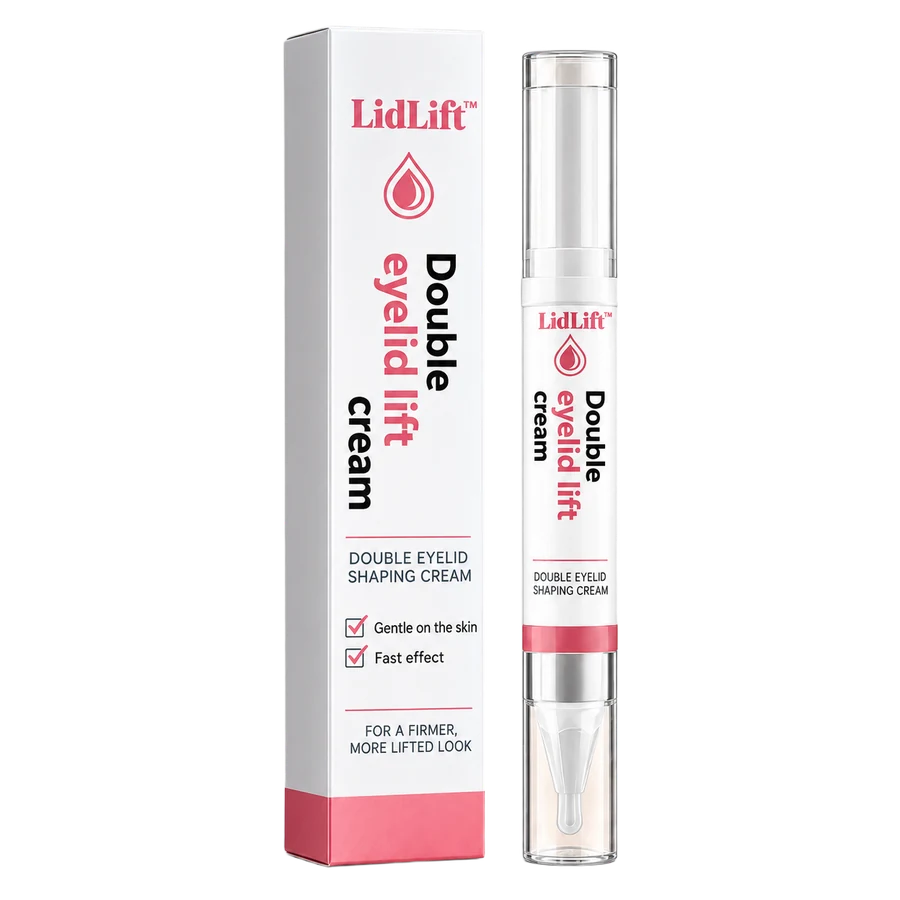 LidLift™
Double
eyelid lift
cream
DOUBLE EYELID
SHAPING CREAM
Gentle on the skin
Fast effect
FOR A FIRMER,
MORE LIFTED LOOK
LidLift™
Double
eyelid lift
cream
DOUBLE EYELID
SHAPING CREAM